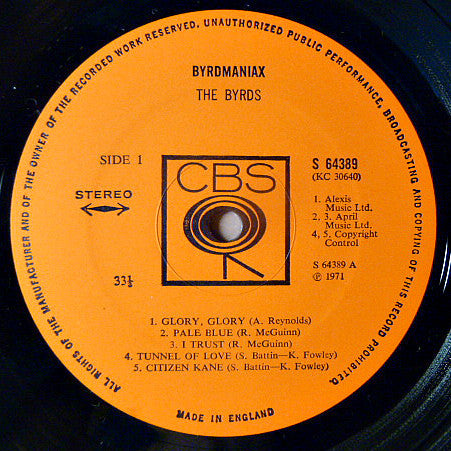 ALL RIGHTS OF THE MANUFACTURER AND OF THE OWNER OF THE RECORDED WORK RESERVED. UNAUTHORIZED PUBLIC PERFORMANCE, BROADCASTING AND COPYING OF THIS RECORD PROHIBITED.
BYRDMANIAX
THE BYRDS
SIDE 1
STEREO
33⅓
CBS
S 64389
(KC 30640)
1. Alexis
Music Ltd.
2, 3. April
Music Ltd.
4, 5. Copyright
Control
S 64389 A
℗ 1971
1. GLORY, GLORY (A. Reynolds)
2. PALE BLUE (R. McGuinn)
3. I TRUST (R. McGuinn)
4. TUNNEL OF LOVE (S. Battin—K. Fowley)
5. CITIZEN KANE (S. Battin—K. Fowley)
MADE IN ENGLAND